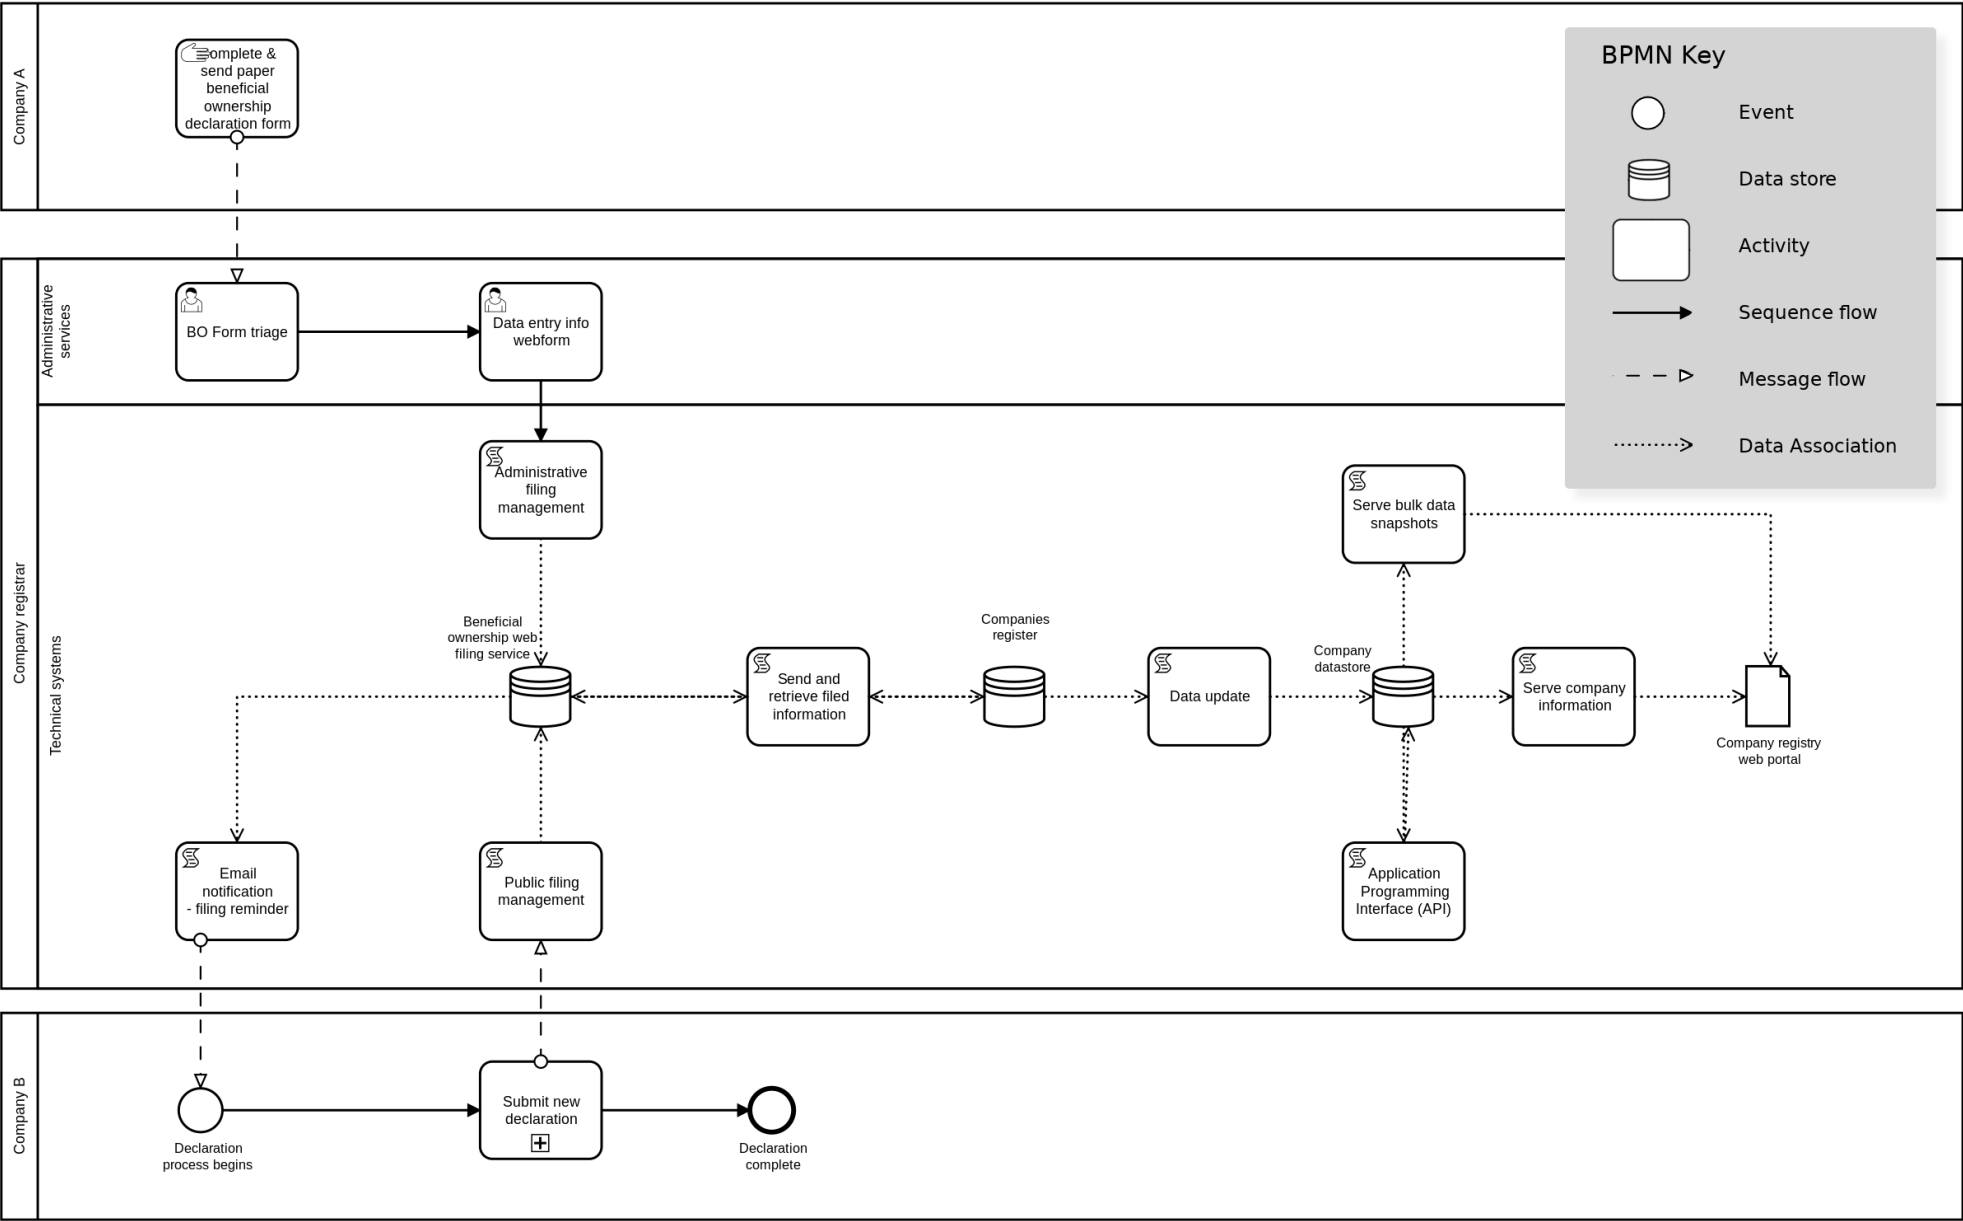 Company A
omplete &
send paper
beneficial
ownership
declaration form
BPMN Key
Event
Data store
Activity
Sequence flow
Message flow
Data Association
Company registrar
Administrative
services
BO Form triage
Data entry info
webform
Technical systems
Administrative
filing
management
Serve bulk data
snapshots
Beneficial
ownership web
filing service
Send and
retrieve filed
information
Companies
register
Data update
Company
datastore
Serve company
information
Company registry
web portal
Email
notification
- filing reminder
Public filing
management
Application
Programming
Interface (API)
Company B
Declaration
process begins
Submit new
declaration
Declaration
complete